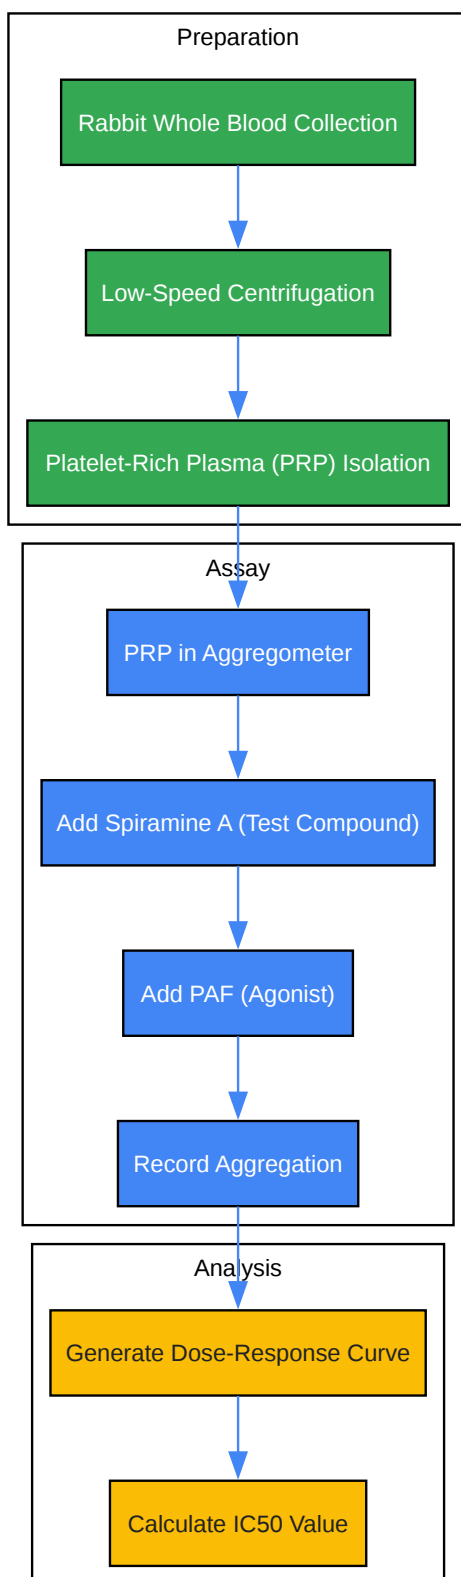 Preparation
Rabbit Whole Blood Collection
Low-Speed Centrifugation
Platelet-Rich Plasma (PRP) Isolation
Assay
PRP in Aggregometer
Add Spiramine A (Test Compound)
Add PAF (Agonist)
Record Aggregation
Analysis
Generate Dose-Response Curve
Calculate IC50 Value